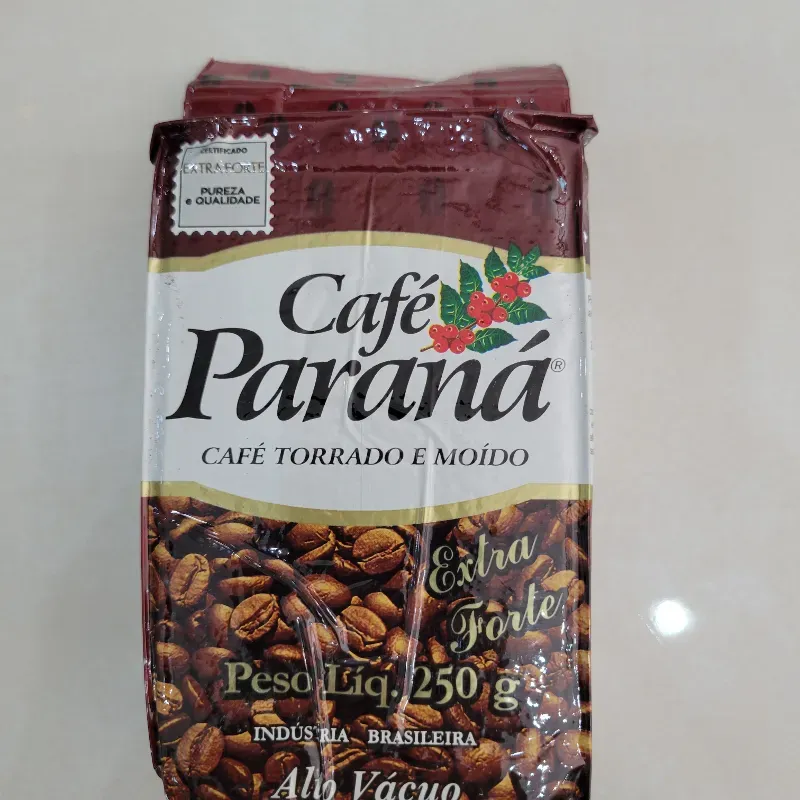 CERTIFICADO
EXTRAFORTE
PUREZA
e QUALIDADE
Café
Paraná®
CAFÉ TORRADO E MOÍDO
Extra
Forte
Peso Líq. 250 g
INDÚSTRIA BRASILEIRA
Alto Vácuo